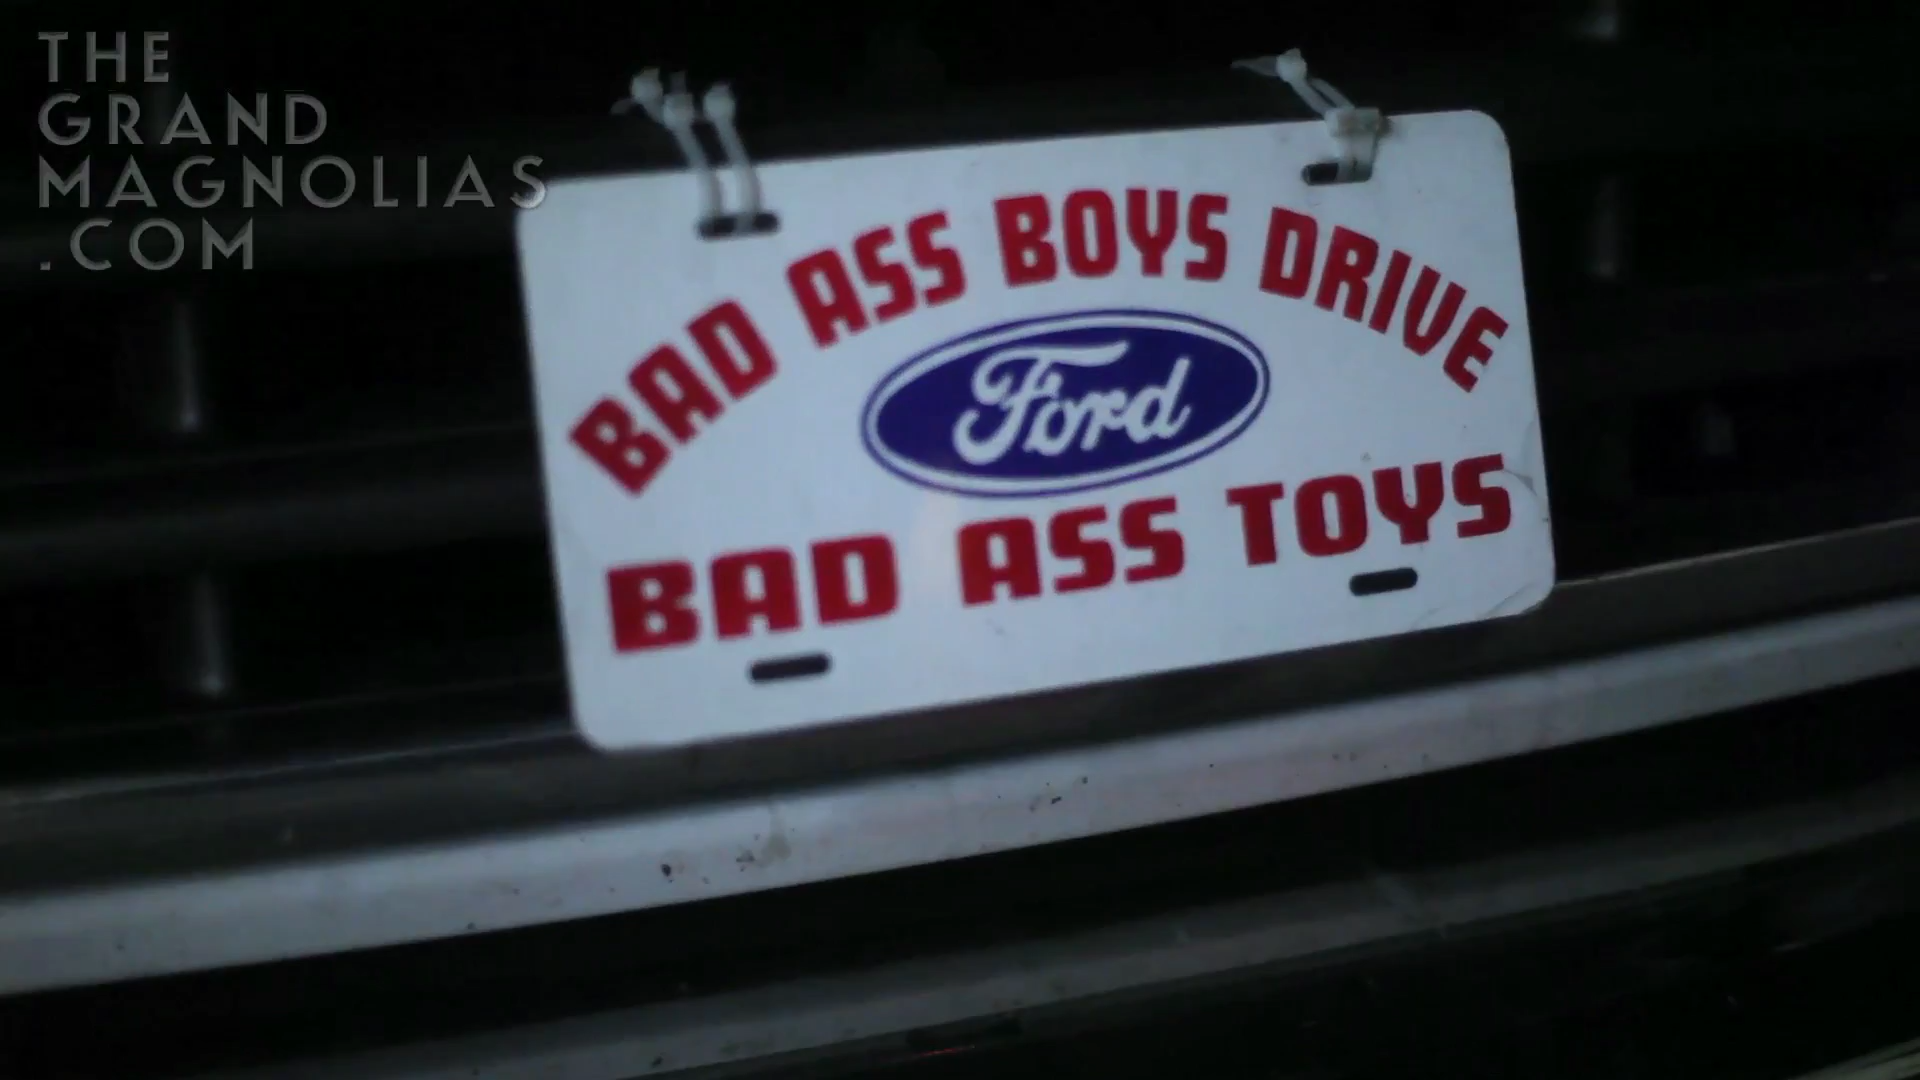 THE
GRAND
MAGNOLIAS
.COM
BAD ASS BOYS DRIVE
Ford
BAD ASS TOYS